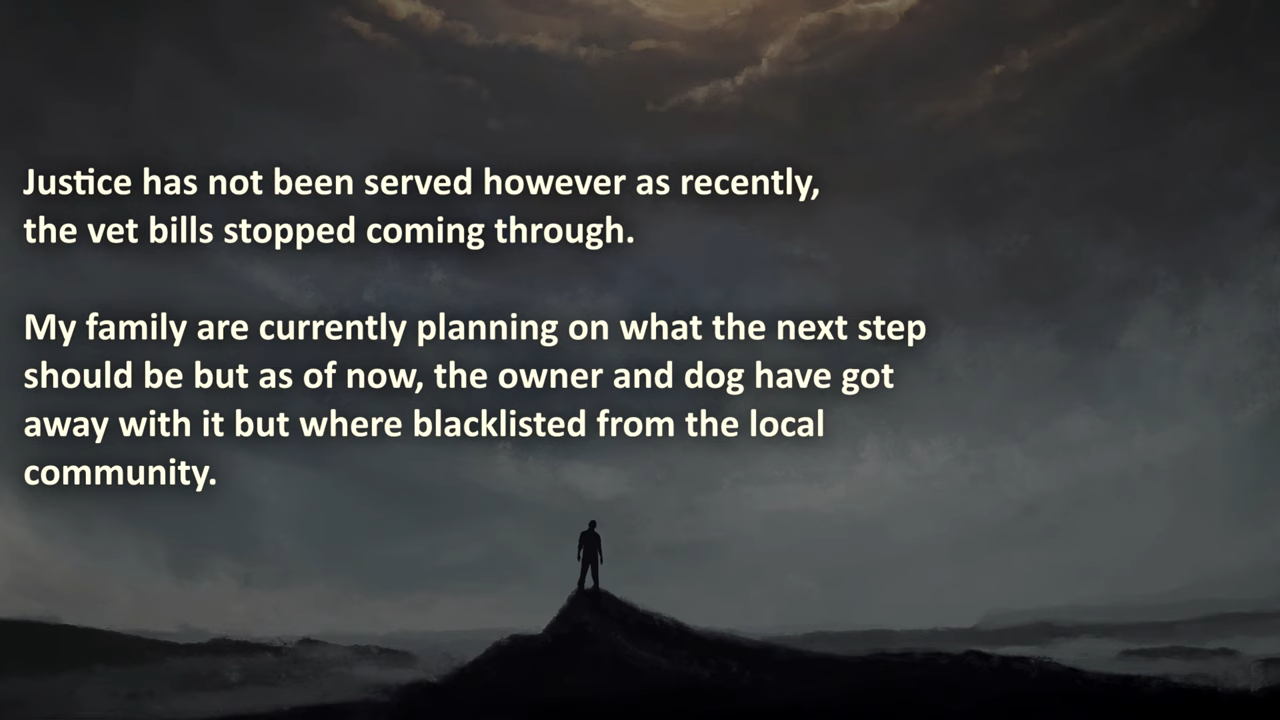 Justice has not been served however as recently,
the vet bills stopped coming through.
My family are currently planning on what the next step
should be but as of now, the owner and dog have got
away with it but where blacklisted from the local
community.